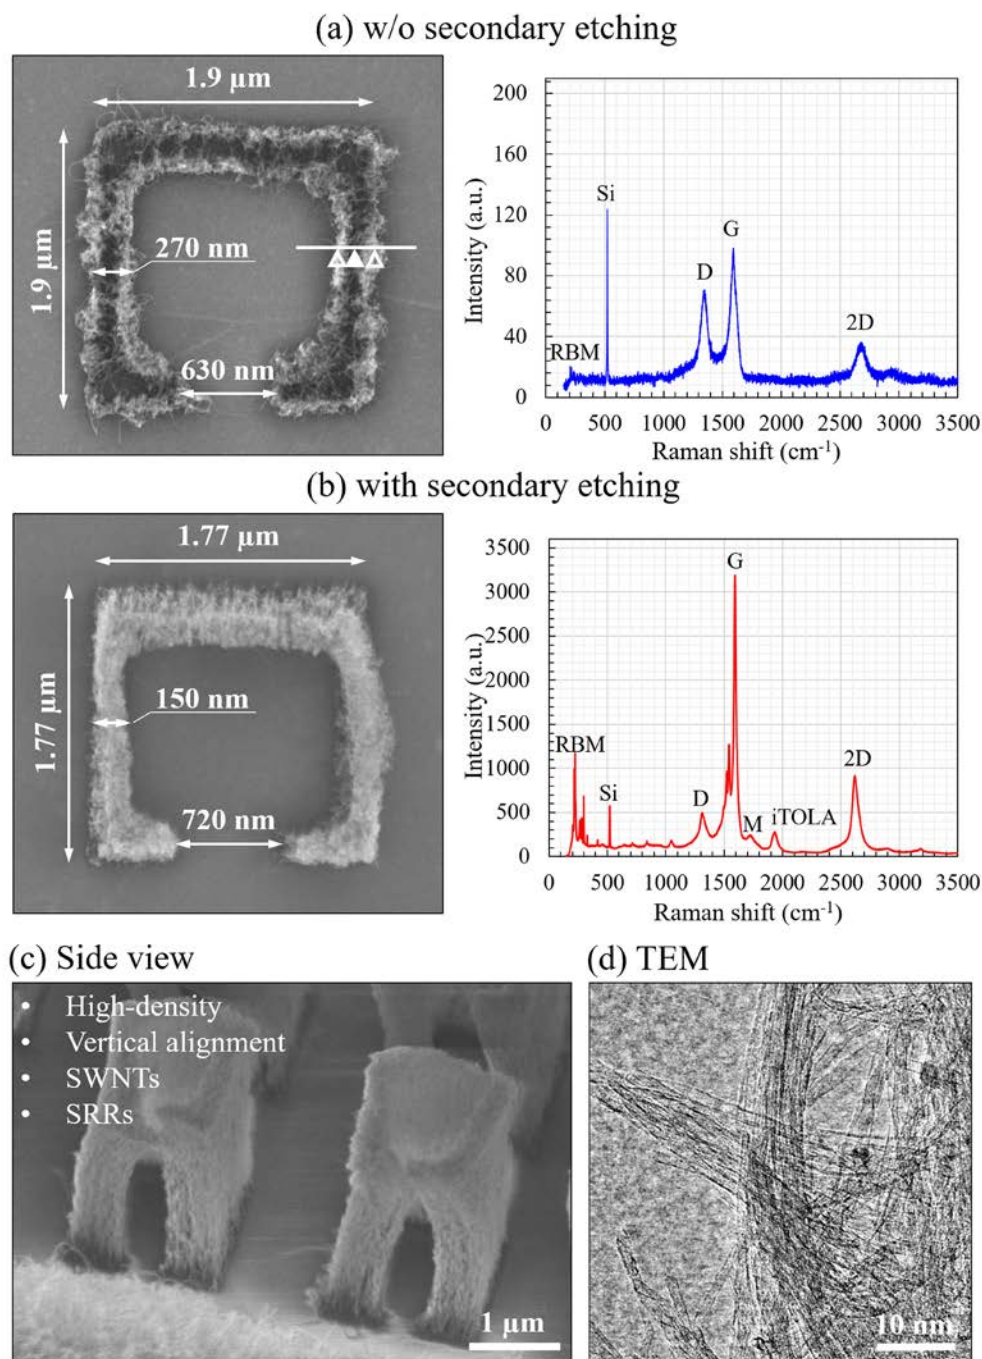 (a) w/o secondary etching
1.9 µm
1.9 µm
270 nm
630 nm
200
160
120
80
40
0
Intensity (a.u.)
Si
G
D
2D
RBM
0 500 1000 1500 2000 2500 3000 3500
Raman shift (cm⁻¹)
(b) with secondary etching
1.77 µm
1.77 µm
150 nm
720 nm
3500
3000
2500
2000
1500
1000
500
0
Intensity (a.u.)
G
RBM
Si
D
M
iTOLA
2D
0 500 1000 1500 2000 2500 3000 3500
Raman shift (cm⁻¹)
(c) Side view
• High-density
• Vertical alignment
• SWNTs
• SRRs
1 µm
(d) TEM
10 nm